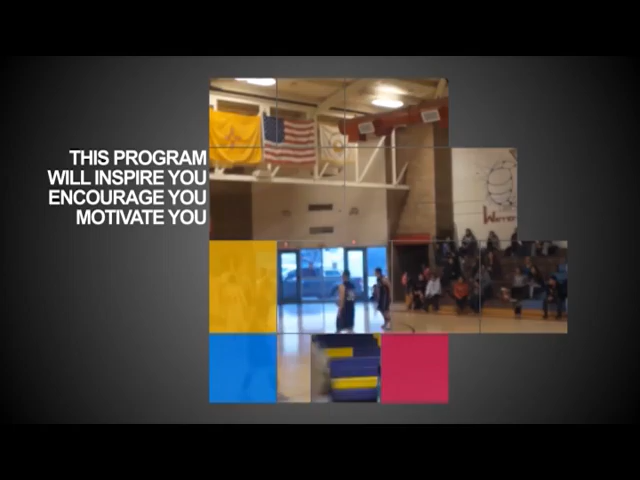 THIS PROGRAM
WILL INSPIRE YOU
ENCOURAGE YOU
MOTIVATE YOU